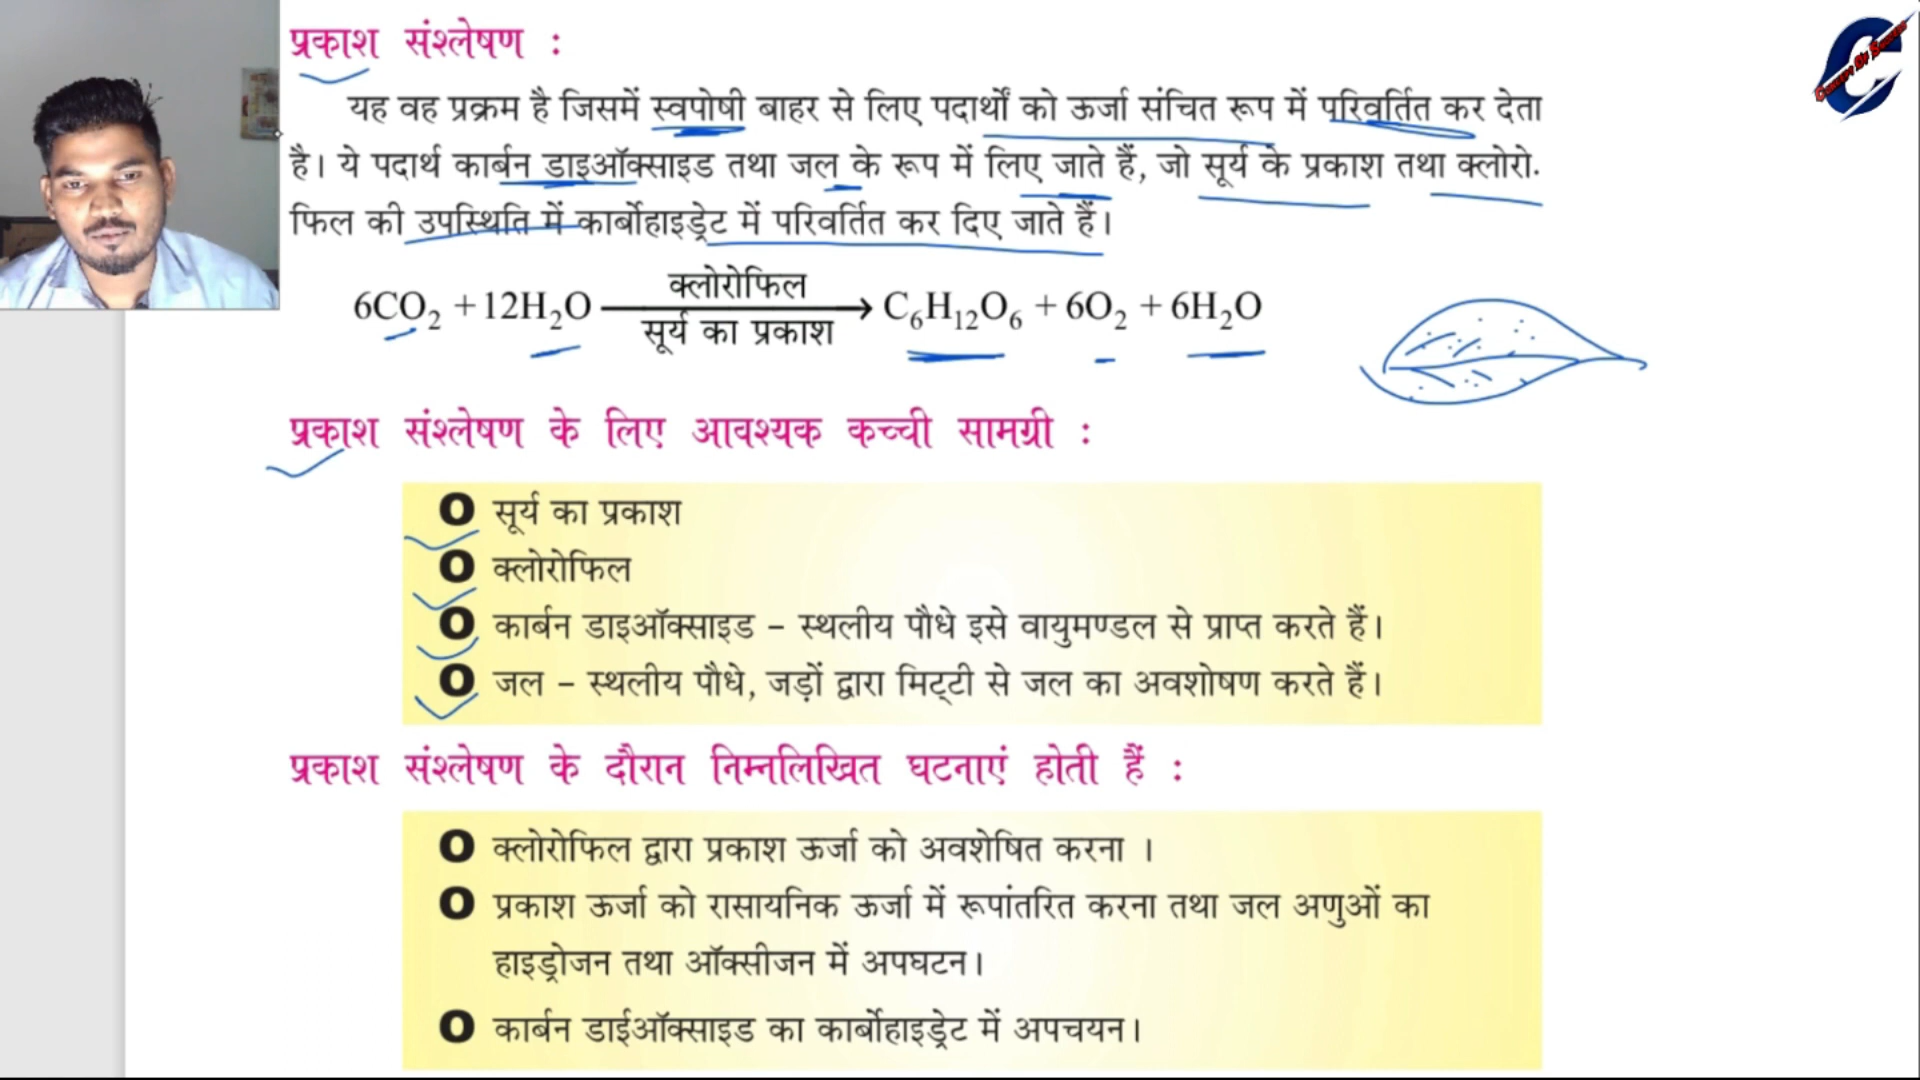 प्रकाश संश्लेषण :
यह वह प्रक्रम है जिसमें स्वपोषी बाहर से लिए पदार्थों को ऊर्जा संचित रूप में परिवर्तित कर देता
है। ये पदार्थ कार्बन डाइऑक्साइड तथा जल के रूप में लिए जाते हैं, जो सूर्य के प्रकाश तथा क्लोरो-
फिल की उपस्थिति में कार्बोहाइड्रेट में परिवर्तित कर दिए जाते हैं।
क्लोरोफिल
6CO₂ + 12H₂O ⟶ C₆H₁₂O₆ + 6O₂ + 6H₂O
सूर्य का प्रकाश
प्रकाश संश्लेषण के लिए आवश्यक कच्ची सामग्री :
O सूर्य का प्रकाश
O क्लोरोफिल
O कार्बन डाइऑक्साइड – स्थलीय पौधे इसे वायुमण्डल से प्राप्त करते हैं।
O जल – स्थलीय पौधे, जड़ों द्वारा मिट्टी से जल का अवशोषण करते हैं।
प्रकाश संश्लेषण के दौरान निम्नलिखित घटनाएं होती हैं :
O क्लोरोफिल द्वारा प्रकाश ऊर्जा को अवशेषित करना ।
O प्रकाश ऊर्जा को रासायनिक ऊर्जा में रूपांतरित करना तथा जल अणुओं का
हाइड्रोजन तथा ऑक्सीजन में अपघटन।
O कार्बन डाईऑक्साइड का कार्बोहाइड्रेट में अपचयन।